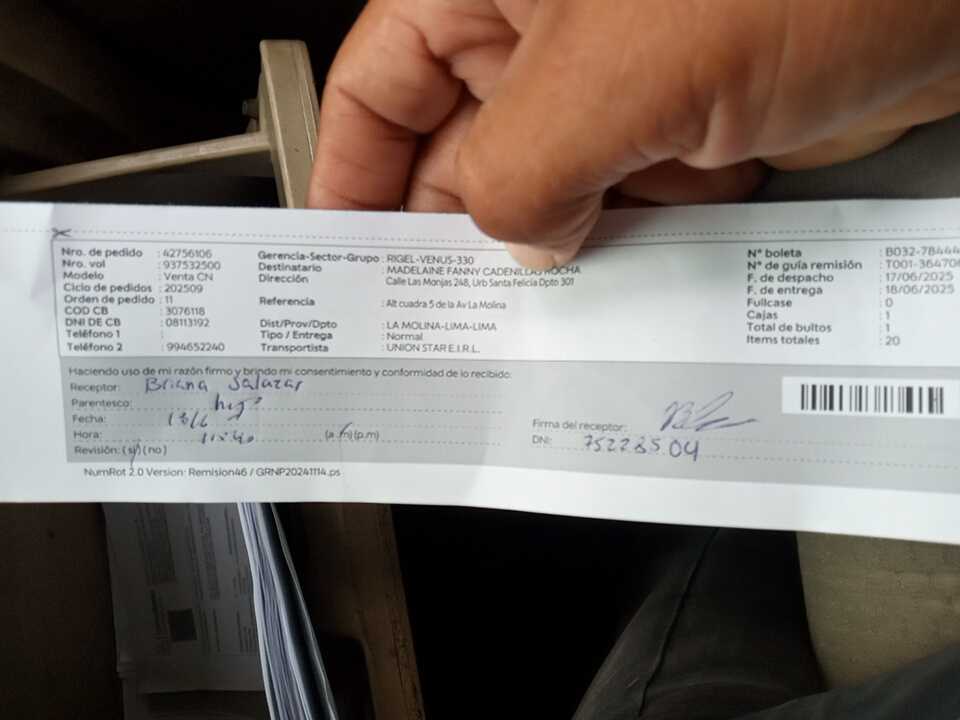 Nro. de pedido : 42756106
Nro. vol : 937532500
Modelo : Venta CN
Ciclo de pedidos : 202509
Orden de pedido : 11
COD CB : 3076118
DNI DE CB : 08113192
Teléfono 1 :
Teléfono 2 : 994652240
Gerencia-Sector-Grupo : RIGEL-VENUS-330
Destinatario : MADELAINE FANNY CADENILLAS ROCHA
Dirección : Calle Las Monjas 248, Urb Santa Felicia Dpto 301
Referencia : Alt cuadra 5 de la Av La Molina
Dist/Prov/Dpto : LA MOLINA-LIMA-LIMA
Tipo / Entrega : Normal
Transportista : UNION STAR E.I.R.L.
N° boleta : B032-78444
N° de guía remisión : T001-364706
F. de despacho : 17/06/2025
F. de entrega : 18/06/2025
Fullcase : 0
Cajas : 1
Total de bultos : 1
Items totales : 20
Haciendo uso de mi razón firmo y brindo mi consentimiento y conformidad de lo recibido:
Receptor: Briana Salazar
Parentesco: hija
Fecha:
Hora: (a.m)(p.m)
Revisión: (si)(no)
Firma del receptor:
DNI: 75228504
NumRot 2.0 Version: Remision46 / GRNP20241114.ps